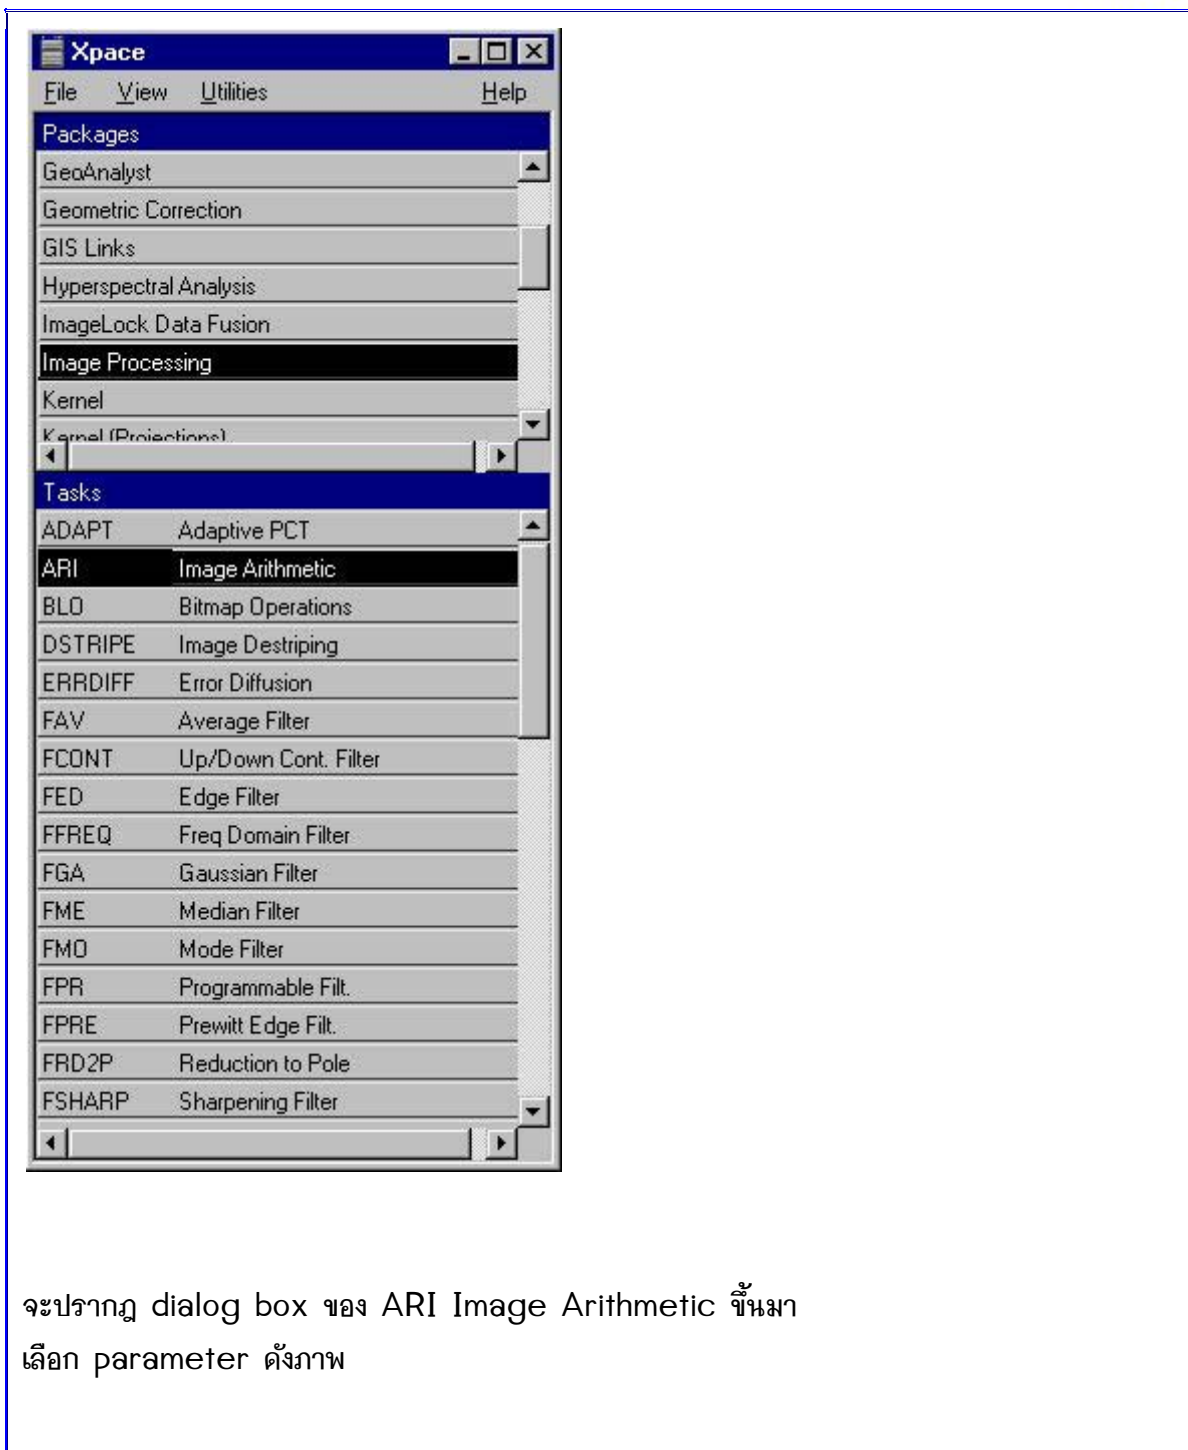 Xpace
File View Utilities Help
Packages
GeoAnalyst
Geometric Correction
GIS Links
Hyperspectral Analysis
ImageLock Data Fusion
Image Processing
Kernel
Kernel (Projections)
Tasks
ADAPT Adaptive PCT
ARI Image Arithmetic
BLO Bitmap Operations
DSTRIPE Image Destriping
ERRDIFF Error Diffusion
FAV Average Filter
FCONT Up/Down Cont. Filter
FED Edge Filter
FFREQ Freq Domain Filter
FGA Gaussian Filter
FME Median Filter
FMO Mode Filter
FPR Programmable Filt.
FPRE Prewitt Edge Filt.
FRD2P Reduction to Pole
FSHARP Sharpening Filter
จะปรากฎ dialog box ของ ARI Image Arithmetic ขึ้นมา
เลือก parameter ดังภาพ